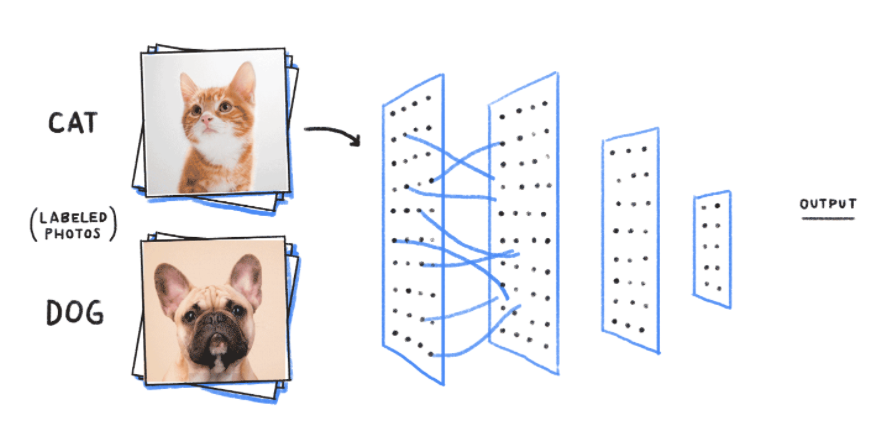 CAT
(LABELED
PHOTOS)
DOG
OUTPUT